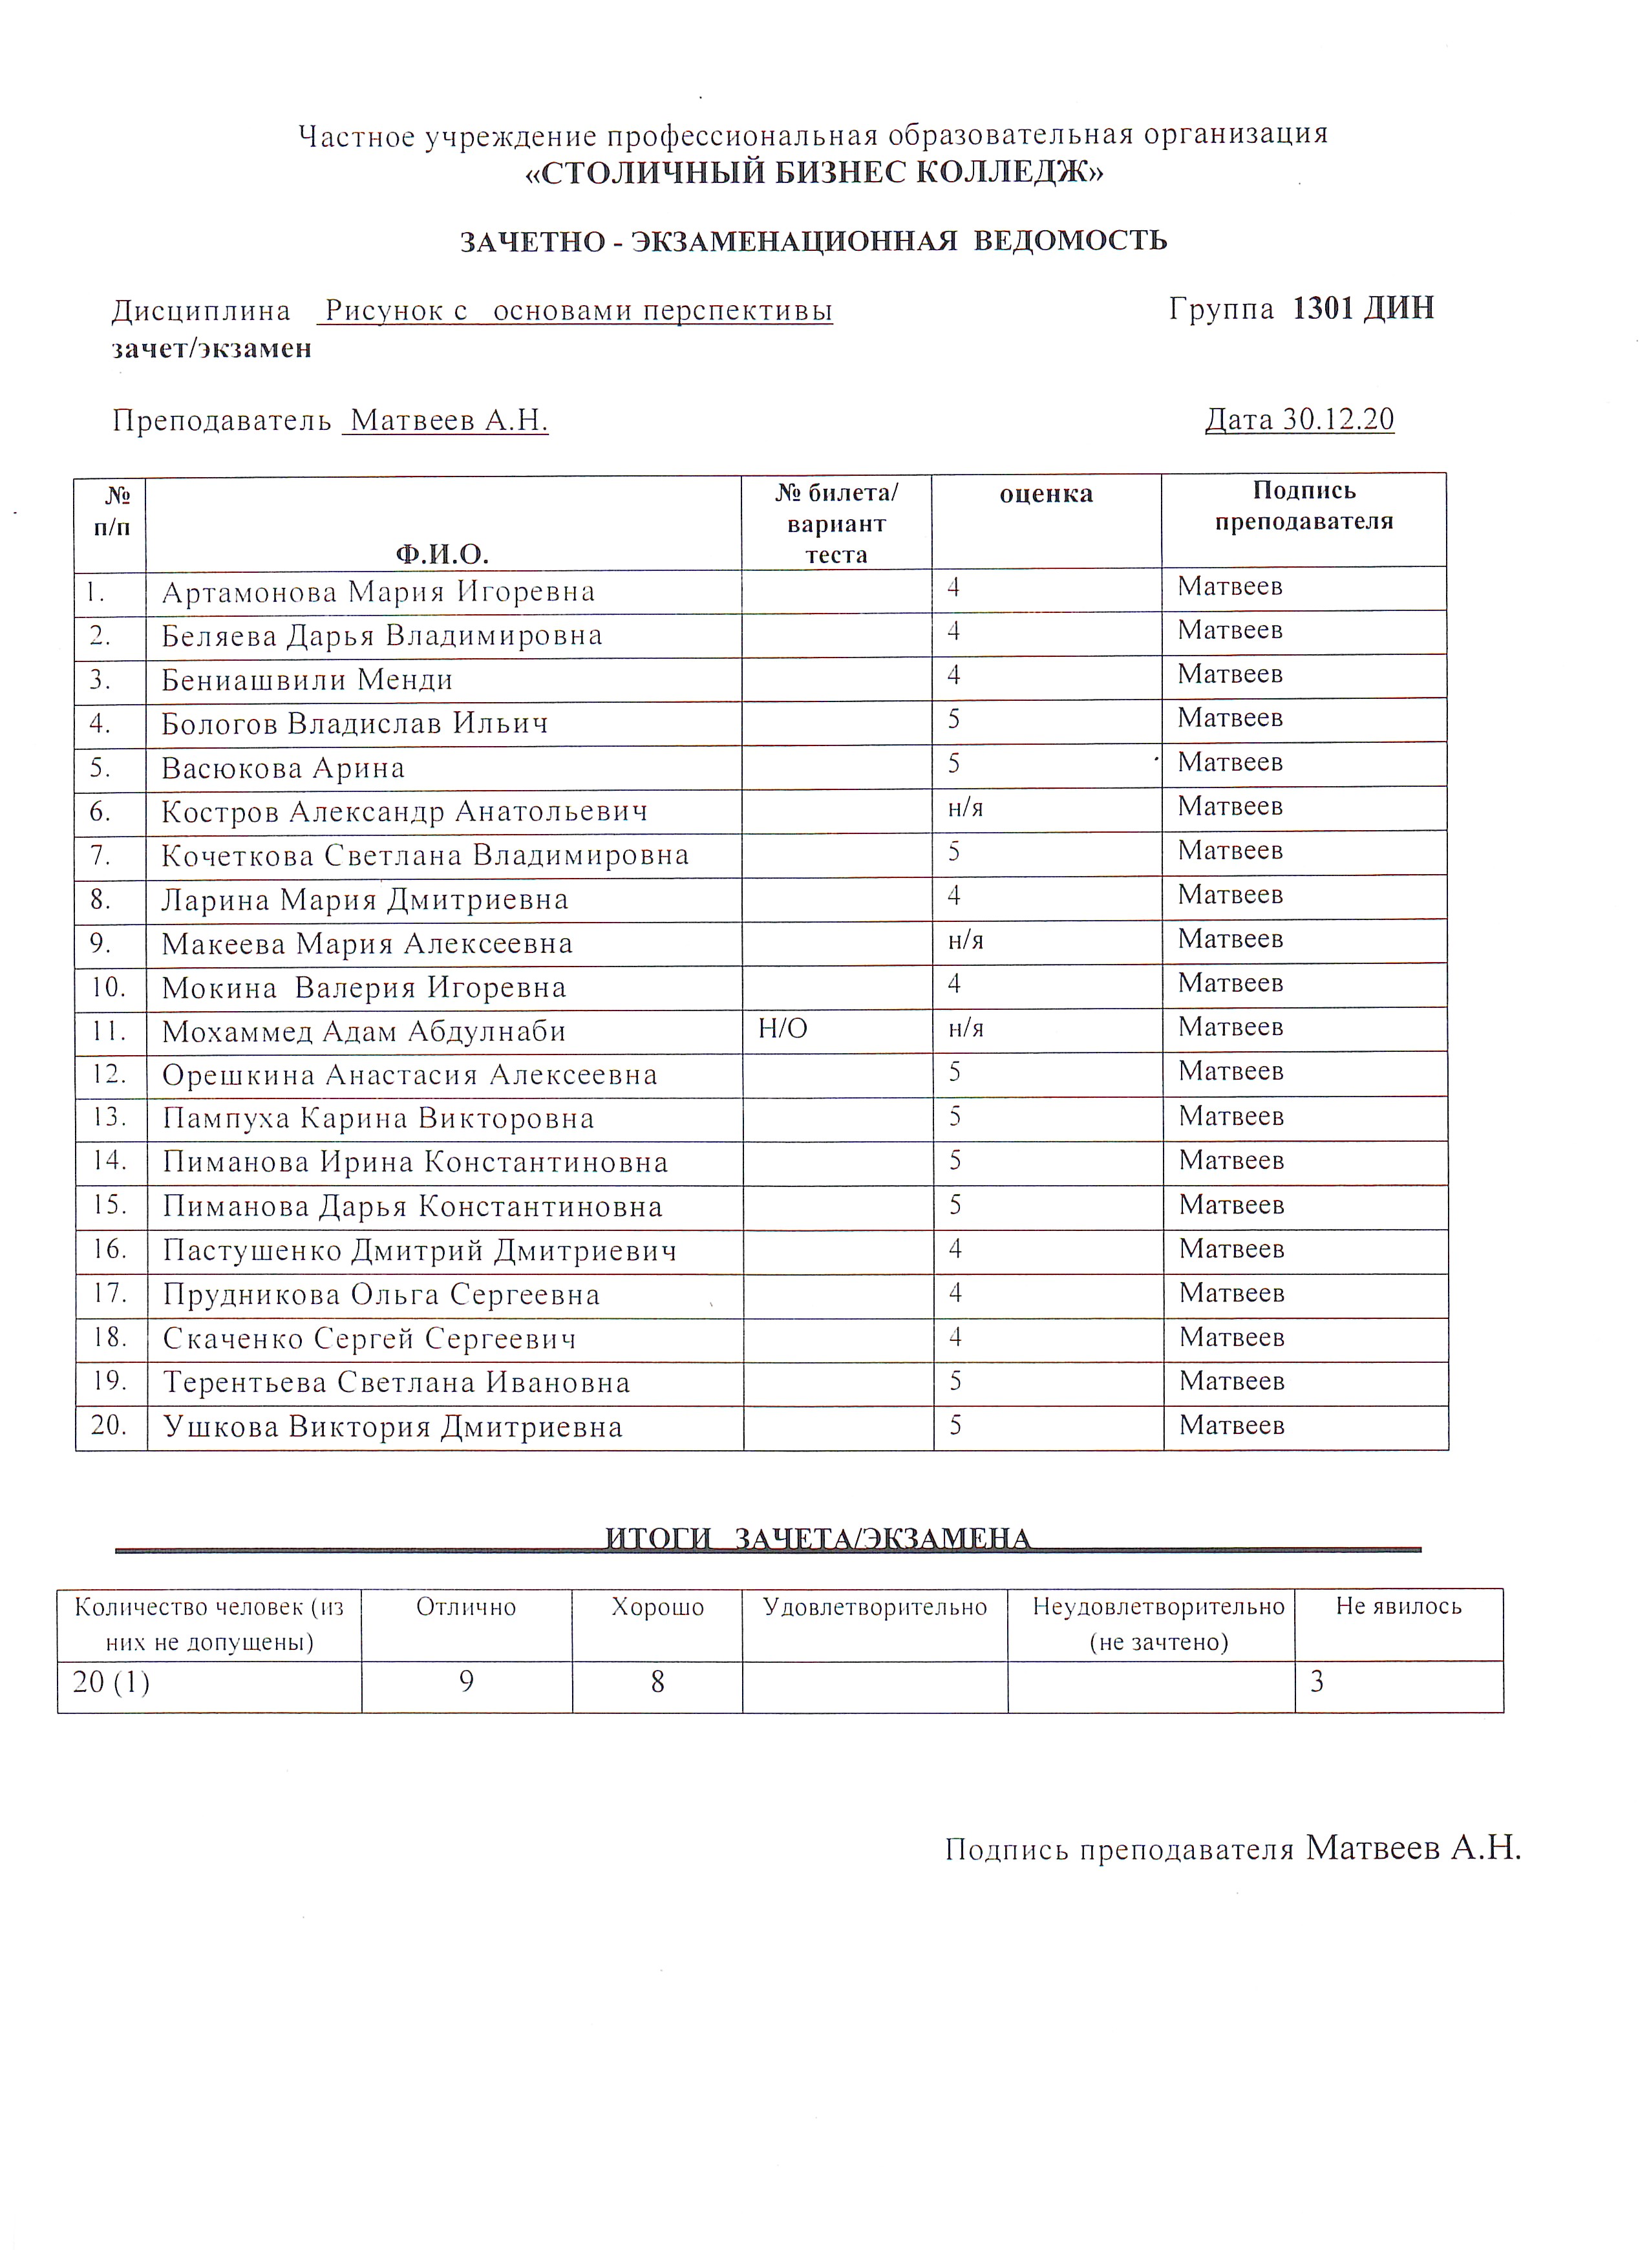 Частное учреждение профессиональная образовательная организация
«СТОЛИЧНЫЙ БИЗНЕС КОЛЛЕДЖ»
ЗАЧЕТНО - ЭКЗАМЕНАЦИОННАЯ ВЕДОМОСТЬ
Дисциплина Рисунок с основами перспективы Группа 1301 ДИН
зачет/экзамен
Преподаватель Матвеев А.Н. Дата 30.12.20
№ п/п Ф.И.О. № билета/ вариант теста оценка Подпись преподавателя
1. Артамонова Мария Игоревна 4 Матвеев
2. Беляева Дарья Владимировна 4 Матвеев
3. Бениашвили Менди 4 Матвеев
4. Бологов Владислав Ильич 5 Матвеев
5. Васюкова Арина 5 Матвеев
6. Костров Александр Анатольевич н/я Матвеев
7. Кочеткова Светлана Владимировна 5 Матвеев
8. Ларина Мария Дмитриевна 4 Матвеев
9. Макеева Мария Алексеевна н/я Матвеев
10. Мокина Валерия Игоревна 4 Матвеев
11. Мохаммед Адам Абдулнаби Н/О н/я Матвеев
12. Орешкина Анастасия Алексеевна 5 Матвеев
13. Пампуха Карина Викторовна 5 Матвеев
14. Пиманова Ирина Константиновна 5 Матвеев
15. Пиманова Дарья Константиновна 5 Матвеев
16. Пастушенко Дмитрий Дмитриевич 4 Матвеев
17. Прудникова Ольга Сергеевна 4 Матвеев
18. Скаченко Сергей Сергеевич 4 Матвеев
19. Терентьева Светлана Ивановна 5 Матвеев
20. Ушкова Виктория Дмитриевна 5 Матвеев
ИТОГИ ЗАЧЕТА/ЭКЗАМЕНА
Количество человек (из них не допущены) Отлично Хорошо Удовлетворительно Неудовлетворительно (не зачтено) Не явилось
20 (1) 9 8 3
Подпись преподавателя Матвеев А.Н.